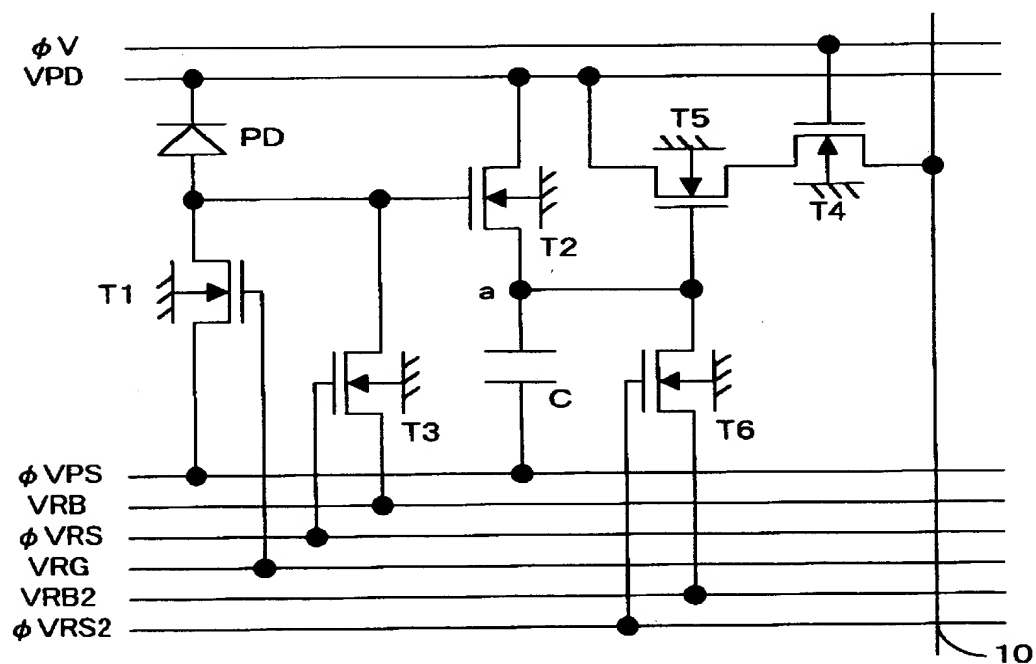 φV
VPD
PD
T5
T4
T2
T1
a
C
T3
T6
φVPS
VRB
φVRS
VRG
VRB2
φVRS2
10